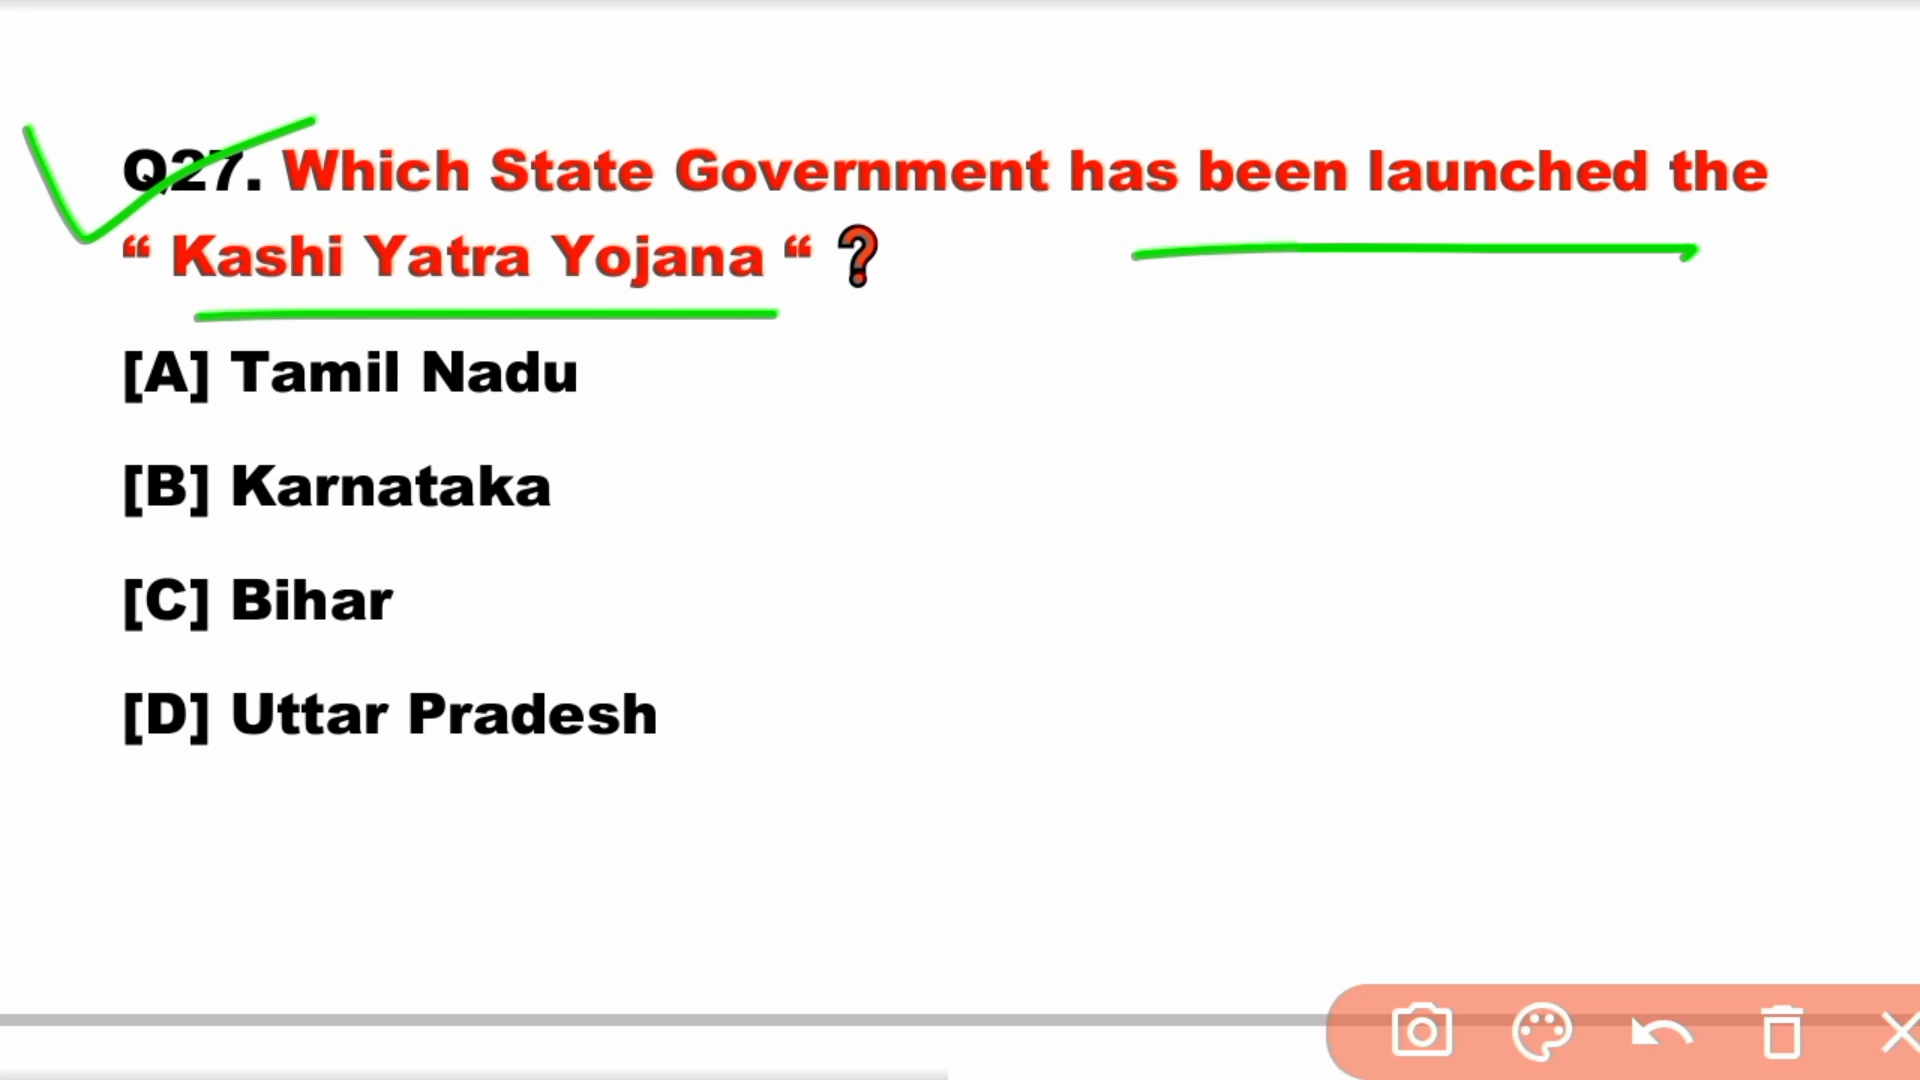 Q27. Which State Government has been launched the
“ Kashi Yatra Yojana “ ❓
[A] Tamil Nadu
[B] Karnataka
[C] Bihar
[D] Uttar Pradesh